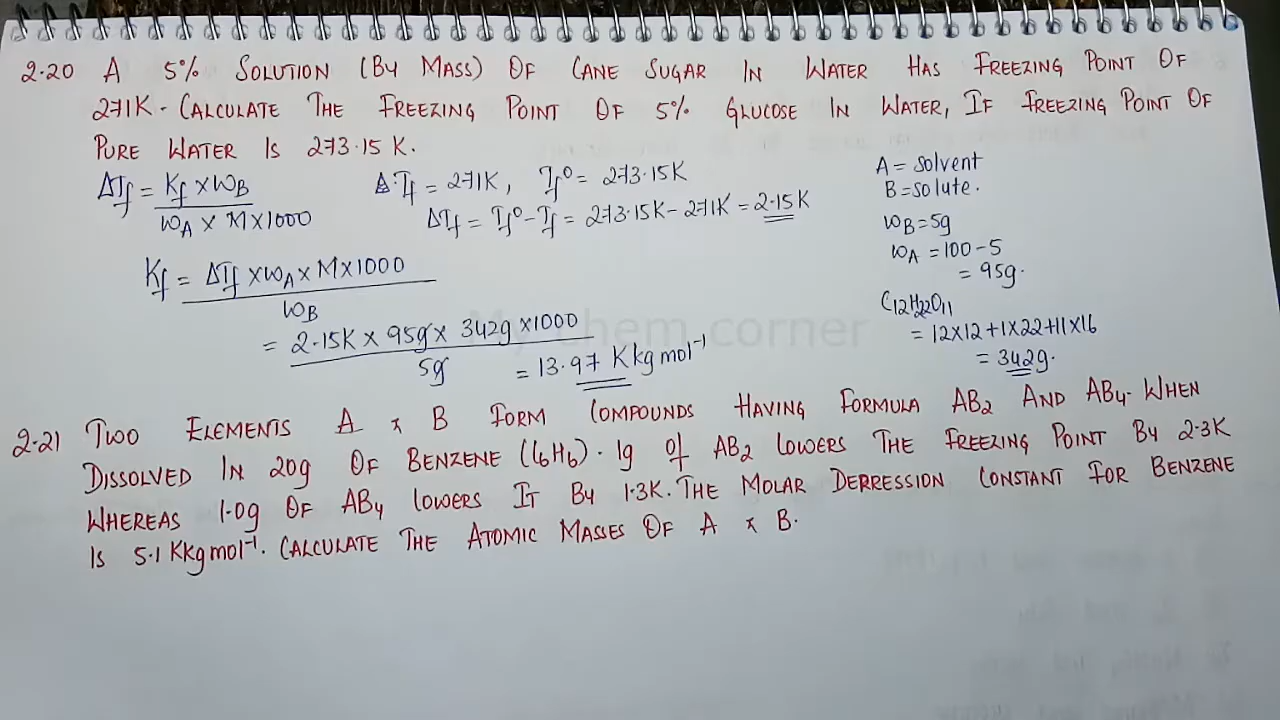 2.20 A 5% SOLUTION (BY MASS) OF CANE SUGAR IN WATER HAS FREEZING POINT OF
271K. CALCULATE THE FREEZING POINT OF 5% GLUCOSE IN WATER, IF FREEZING POINT OF
PURE WATER IS 273.15 K.
ΔTf = Kf × WB
WA × M × 1000
ΔTf = 271K, Tf° = 273.15K
ΔTf = Tf° - Tf = 273.15K - 271K = 2.15K
A = solvent
B = solute.
WB = 5g
WA = 100 - 5
= 95g.
Kf = ΔTf × WA × M × 1000
WB
= 2.15K × 95g × 342g × 1000
5g
= 13.97 K kg mol-1
C12H22O11
= 12×12 + 1×22 + 11×16
= 342g.
My chem corner
2.21 TWO ELEMENTS A & B FORM COMPOUNDS HAVING FORMULA AB2 AND AB4. WHEN
DISSOLVED IN 20g OF BENZENE (C6H6). 1g of AB2 LOWERS THE FREEZING POINT BY 2.3K
WHEREAS 1.0g OF AB4 LOWERS IT BY 1.3K. THE MOLAR DERRESSION CONSTANT FOR BENZENE
IS 5.1 KKg mol-1. CALCULATE THE ATOMIC MASSES OF A & B.